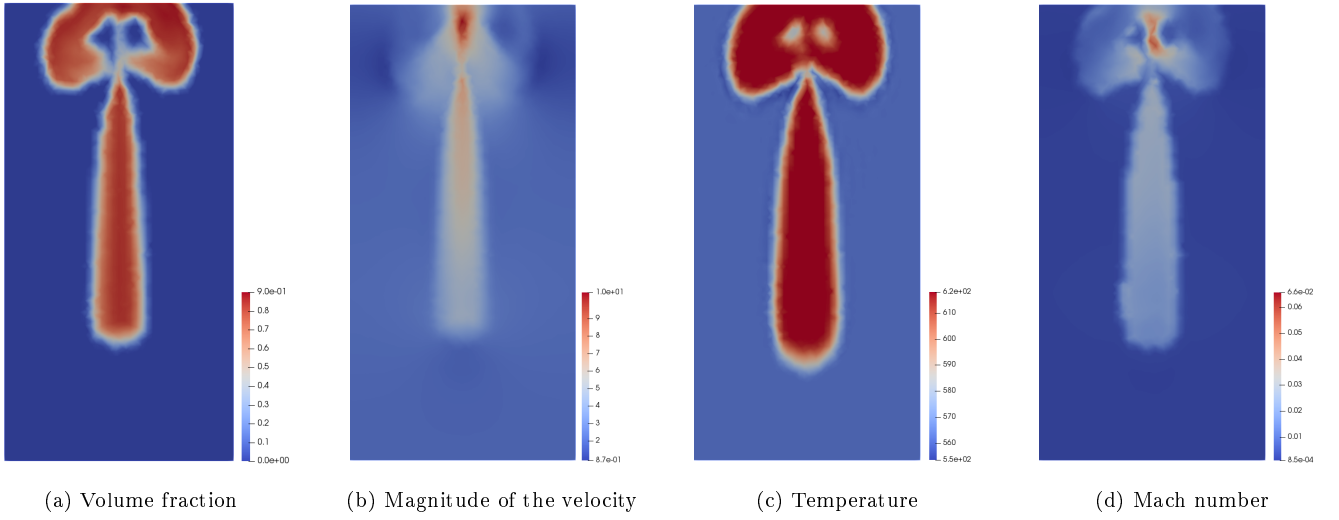 9.0e-01
0.8
0.7
0.6
0.5
0.4
0.3
0.2
0.1
0.0e+00
1.0e+01
9
8
7
6
5
4
3
2
8.7e-01
6.2e+02
610
600
590
580
570
560
5.5e+02
6.6e-02
0.06
0.05
0.04
0.03
0.02
0.01
8.5e-04
(a) Volume fraction
(b) Magnitude of the velocity
(c) Temperature
(d) Mach number